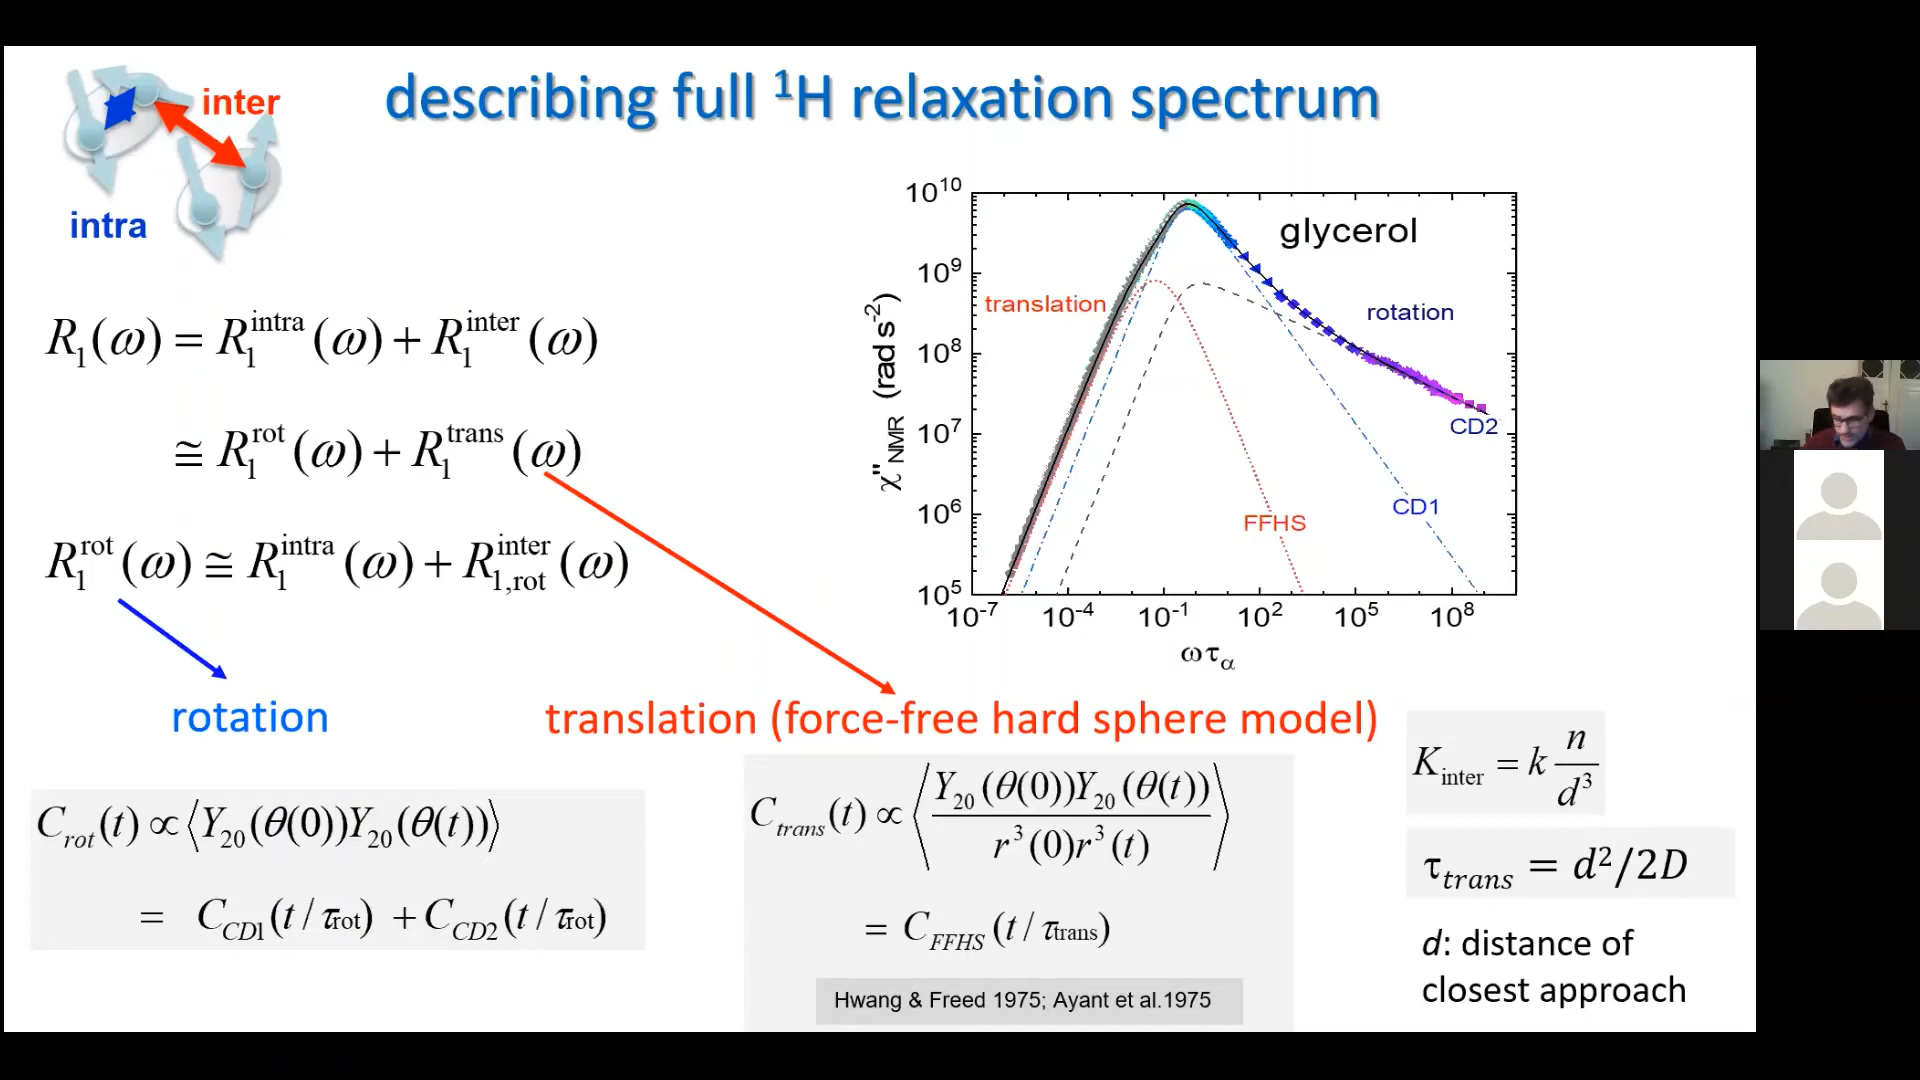 describing full ¹H relaxation spectrum
inter
intra
R₁(ω) = R₁^intra(ω) + R₁^inter(ω)
≅ R₁^rot(ω) + R₁^trans(ω)
R₁^rot(ω) ≅ R₁^intra(ω) + R_{1,rot}^inter(ω)
10¹⁰
10⁹
10⁸
10⁷
10⁶
10⁵
χ''_NMR (rad s⁻²)
glycerol
translation
rotation
CD2
CD1
FFHS
10⁻⁷ 10⁻⁴ 10⁻¹ 10² 10⁵ 10⁸
ωτ_α
rotation
C_rot(t) ∝ ⟨Y₂₀(θ(0))Y₂₀(θ(t))⟩
= C_CD1(t / τ_rot) + C_CD2(t / τ_rot)
translation (force-free hard sphere model)
C_trans(t) ∝ ⟨Y₂₀(θ(0))Y₂₀(θ(t)) / r³(0)r³(t)⟩
= C_FFHS(t / τ_trans)
Hwang & Freed 1975; Ayant et al.1975
K_inter = k n/d³
τ_trans = d²/2D
d: distance of
closest approach